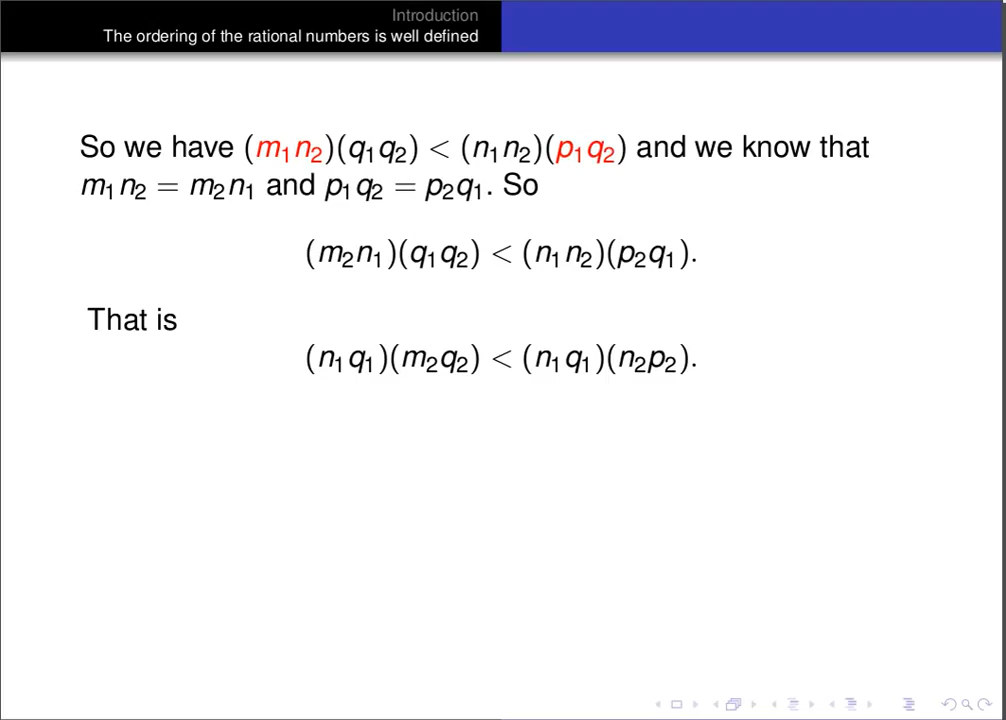 Introduction
The ordering of the rational numbers is well defined
So we have (m₁n₂)(q₁q₂) < (n₁n₂)(p₁q₂) and we know that
m₁n₂ = m₂n₁ and p₁q₂ = p₂q₁. So
(m₂n₁)(q₁q₂) < (n₁n₂)(p₂q₁).
That is
(n₁q₁)(m₂q₂) < (n₁q₁)(n₂p₂).